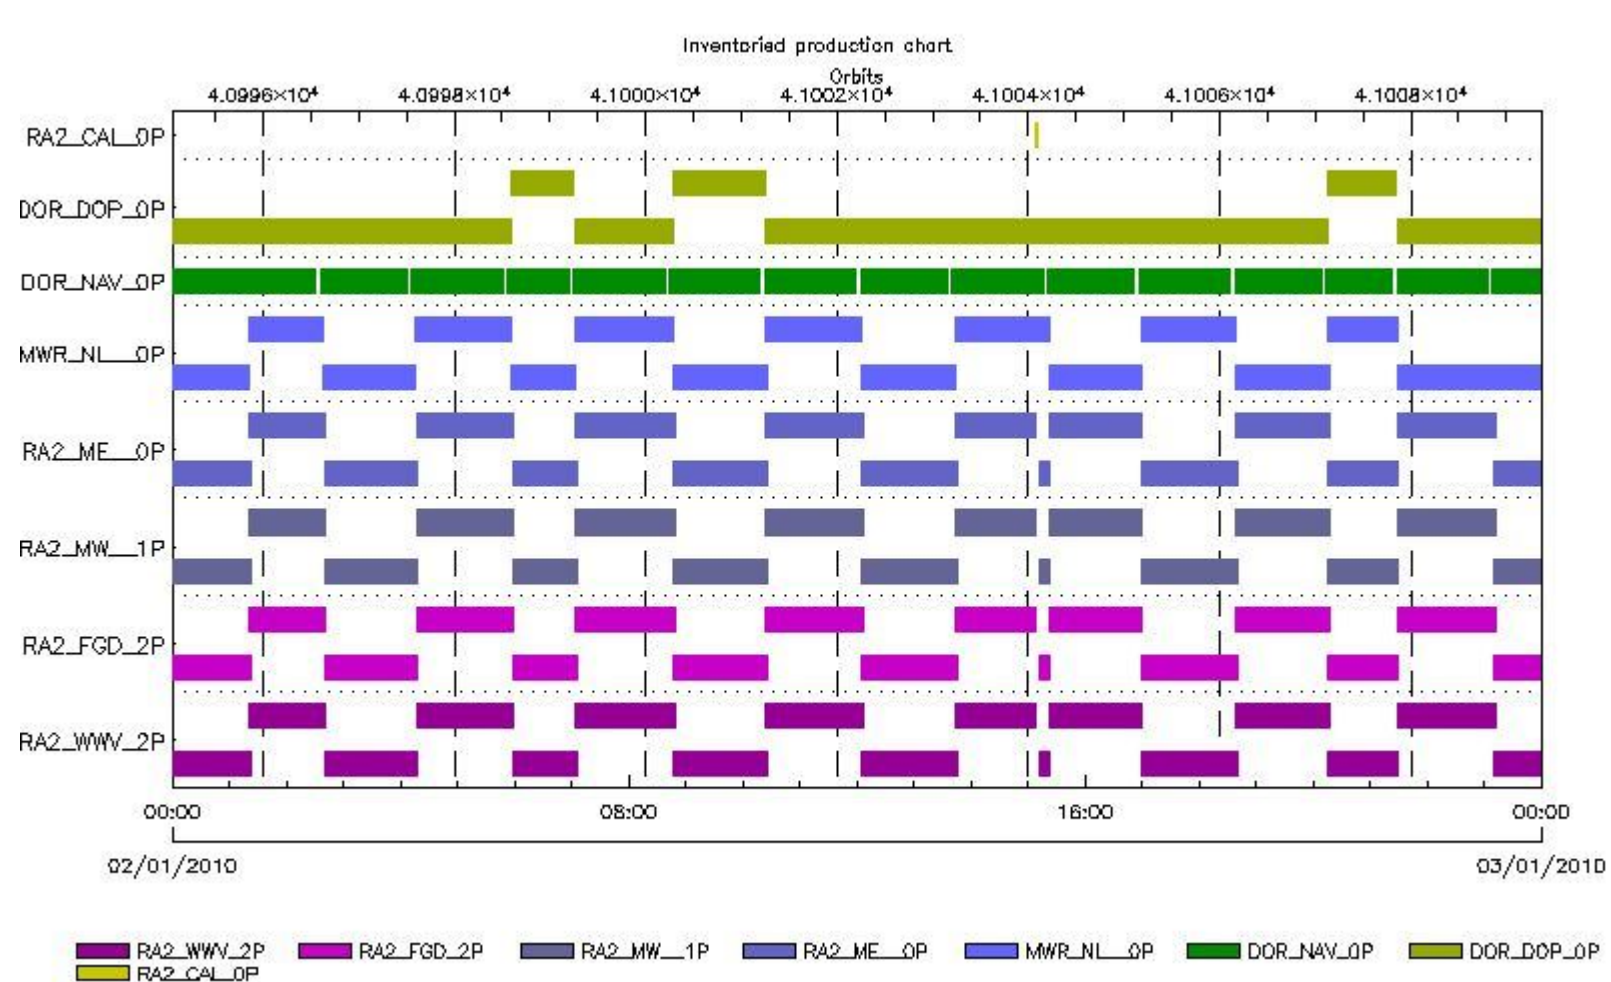 Inventoried production chart
Orbits
4.0996×10⁴ 4.0998×10⁴ 4.1000×10⁴ 4.1002×10⁴ 4.1004×10⁴ 4.1006×10⁴ 4.1008×10⁴
RA2_CAL_0P
DOR_DOP_0P
DOR_NAV_0P
MWR_NL__0P
RA2_ME__0P
RA2_MW__1P
RA2_FGD_2P
RA2_WWV_2P
00:00 08:00 16:00 00:00
02/01/2010 03/01/2010
RA2_WWV_2P RA2_FGD_2P RA2_MW__1P RA2_ME__0P MWR_NL__0P DOR_NAV_0P DOR_DOP_0P
RA2_CAL_0P